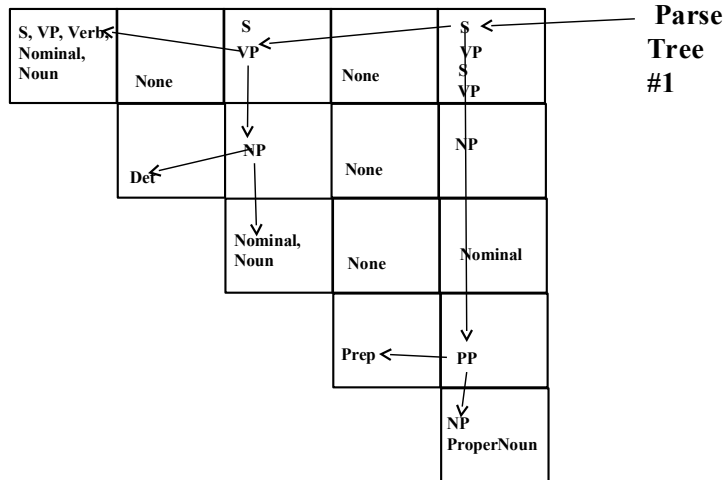 S, VP, Verb,
Nominal,
Noun
None
S
VP
None
S
VP
S
VP
Parse
Tree
#1
Det
NP
None
NP
Nominal,
Noun
None
Nominal
Prep
PP
NP
ProperNoun